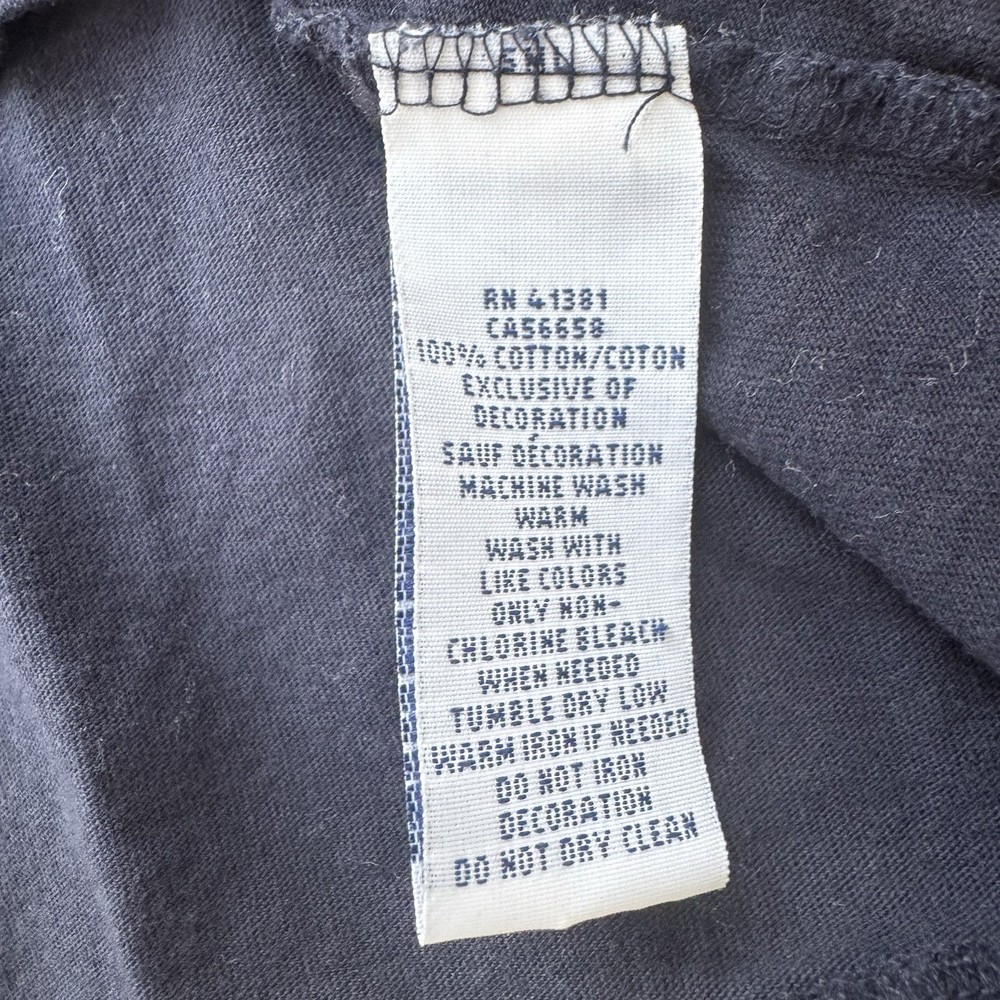 RN 41381
CA56658
100% COTTON/COTON
EXCLUSIVE OF
DECORATION
SAUF DÉCORATION
MACHINE WASH
WARM
WASH WITH
LIKE COLORS
ONLY NON-
CHLORINE BLEACH
WHEN NEEDED
TUMBLE DRY LOW
WARM IRON IF NEEDED
DO NOT IRON
DECORATION
DO NOT DRY CLEAN